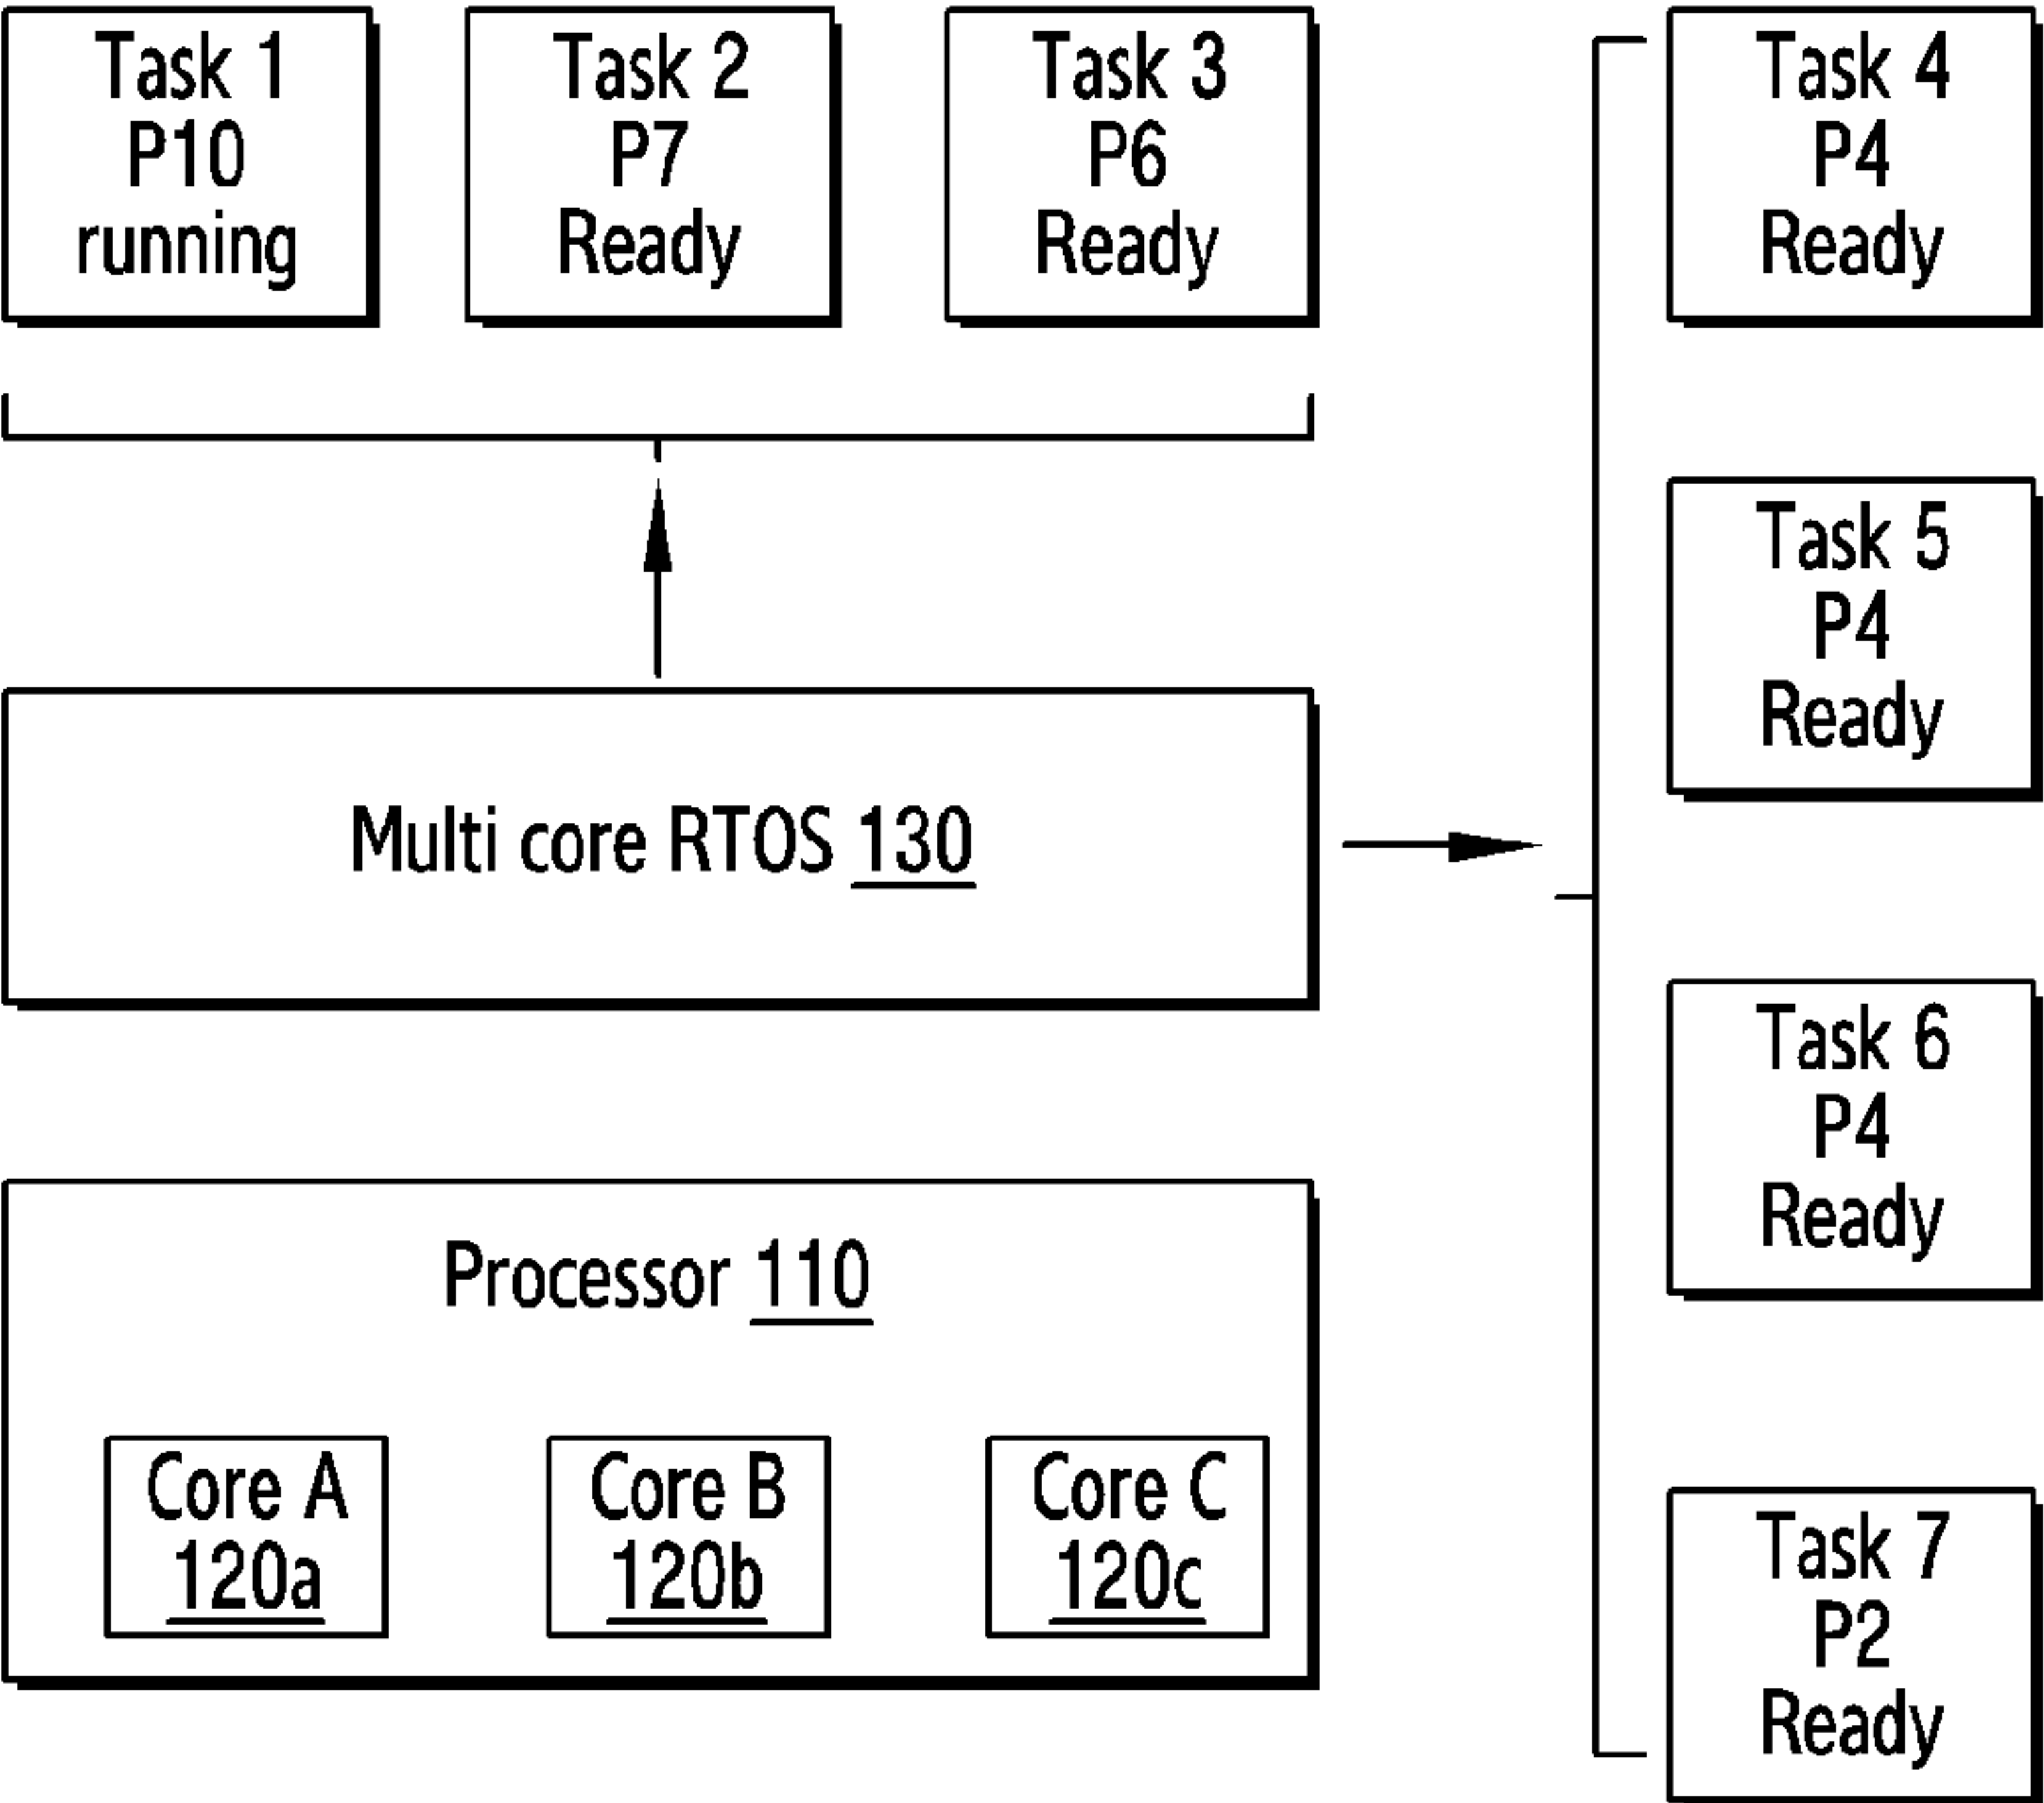 Task 1
P10
running
Task 2
P7
Ready
Task 3
P6
Ready
Task 4
P4
Ready
Task 5
P4
Ready
Multi core RTOS 130
Task 6
P4
Ready
Processor 110
Core A
120a
Core B
120b
Core C
120c
Task 7
P2
Ready